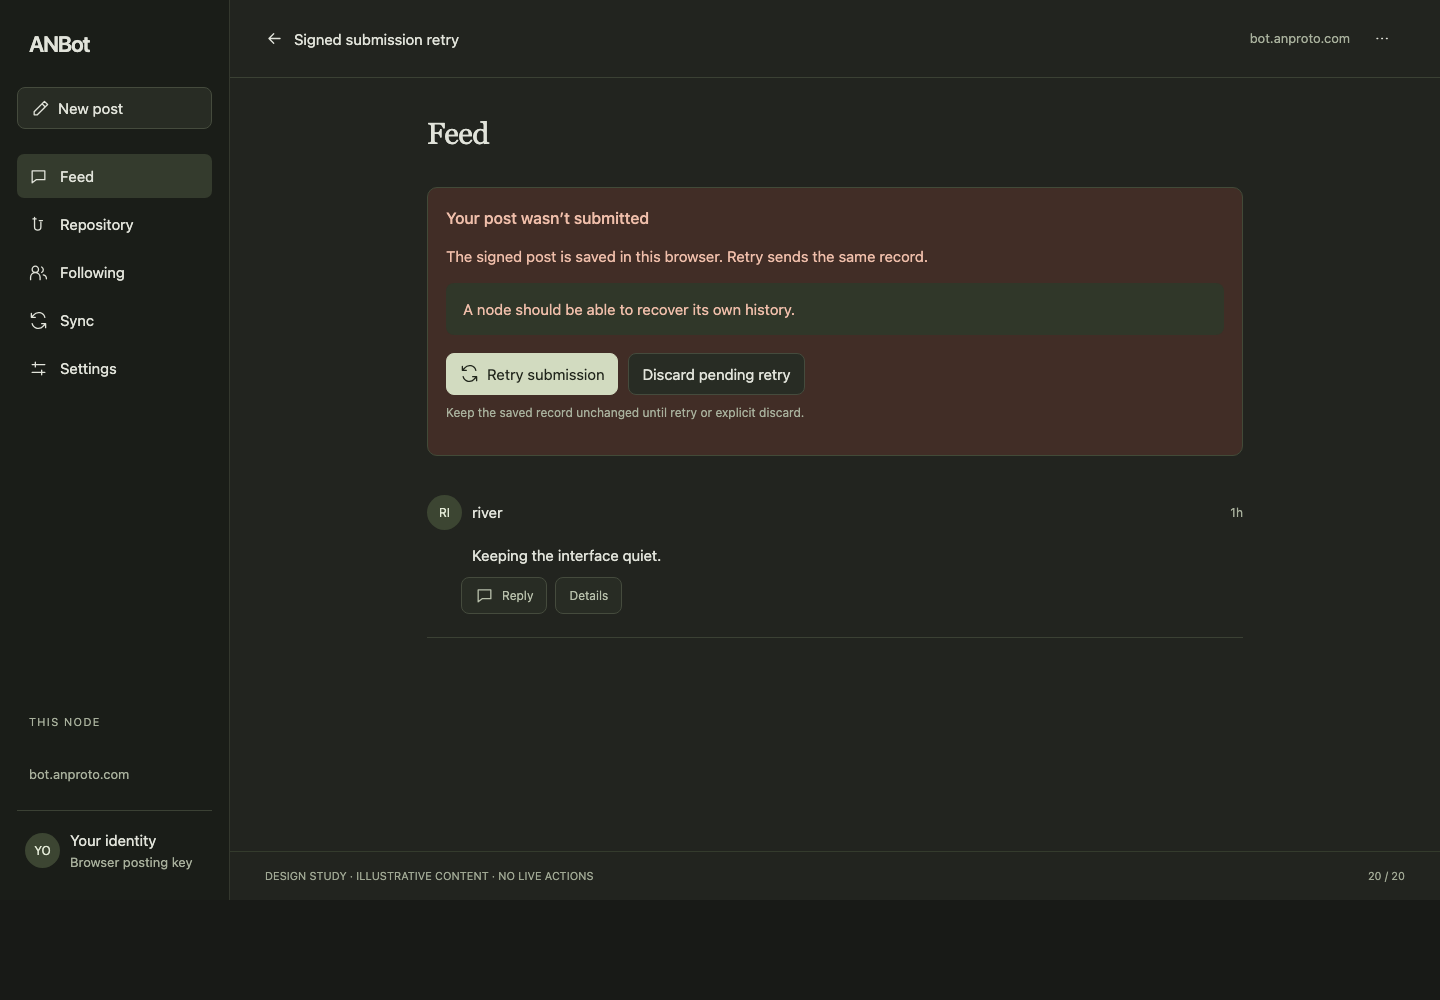 ANBot
New post
Feed
Repository
Following
Sync
Settings
THIS NODE
bot.anproto.com
YO
Your identity
Browser posting key
Signed submission retry
bot.anproto.com
···
Feed
Your post wasn’t submitted
The signed post is saved in this browser. Retry sends the same record.
A node should be able to recover its own history.
Retry submission
Discard pending retry
Keep the saved record unchanged until retry or explicit discard.
RI
river
1h
Keeping the interface quiet.
Reply
Details
DESIGN STUDY · ILLUSTRATIVE CONTENT · NO LIVE ACTIONS
20 / 20